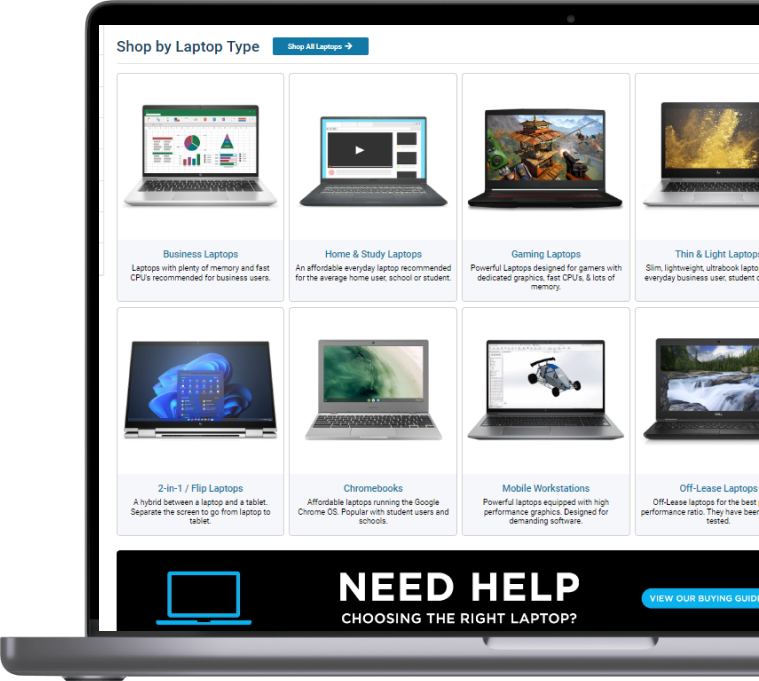 Shop by Laptop Type
Shop All Laptops →
Business Laptops
Laptops with plenty of memory and fast
CPU's recommended for business users.
Home & Study Laptops
An affordable everyday laptop recommended
for the average home user, school or student.
Gaming Laptops
Powerful Laptops designed for gamers with
dedicated graphics, fast CPUs, & lots of
memory.
Thin & Light Laptops
Slim, lightweight, ultrabook
everyday business user, student
2-in-1 / Flip Laptops
A hybrid between a laptop and a tablet.
Separate the screen to go from laptop to
tablet.
Chromebooks
Affordable laptops running the Google
Chrome OS. Popular with student users and
schools.
Mobile Workstations
Powerful laptops equipped with high
performance graphics. Designed for
demanding software.
Off-Lease Laptops
Off-Lease laptops for the best
performance ratio. They have been
tested.
NEED HELP
CHOOSING THE RIGHT LAPTOP?
VIEW OUR BUYING GUIDE